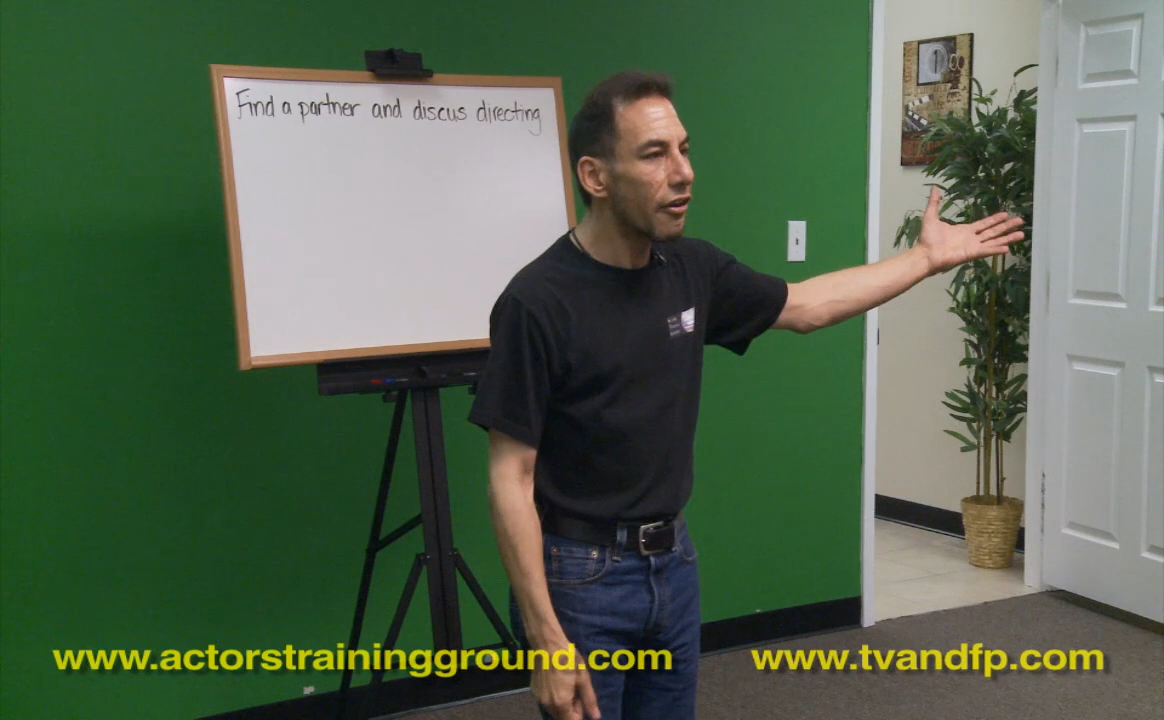 Find a partner and discus directing
www.actorstrainingground.com
www.tvandfp.com